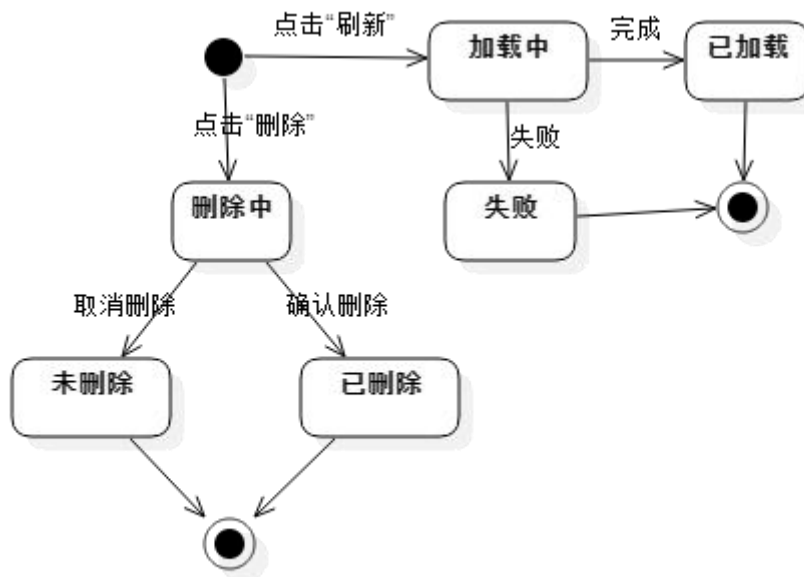 点击“刷新”
加载中
完成
已加载
点击“删除”
失败
删除中
失败
取消删除
确认删除
未删除
已删除